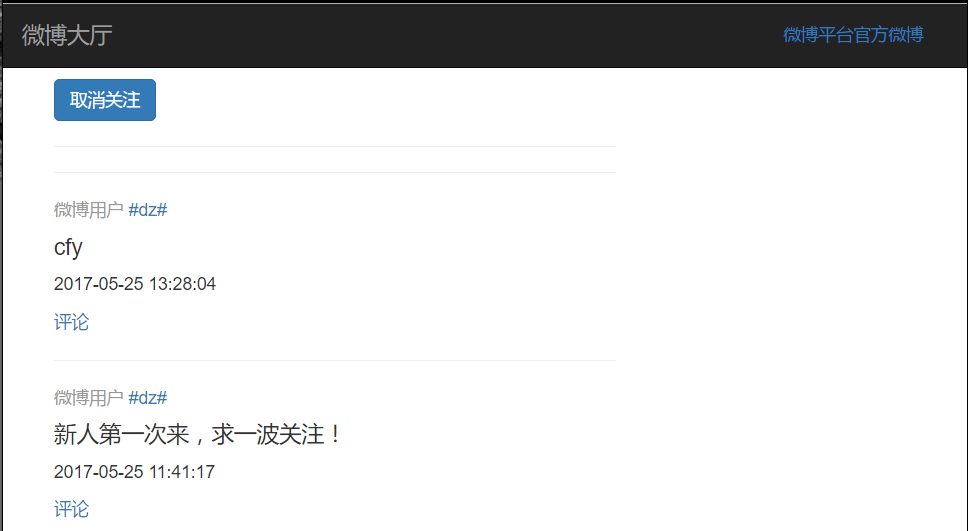 微博大厅
微博平台官方微博
取消关注
微博用户 #dz#
cfy
2017-05-25 13:28:04
评论
微博用户 #dz#
新人第一次来，求一波关注！
2017-05-25 11:41:17
评论